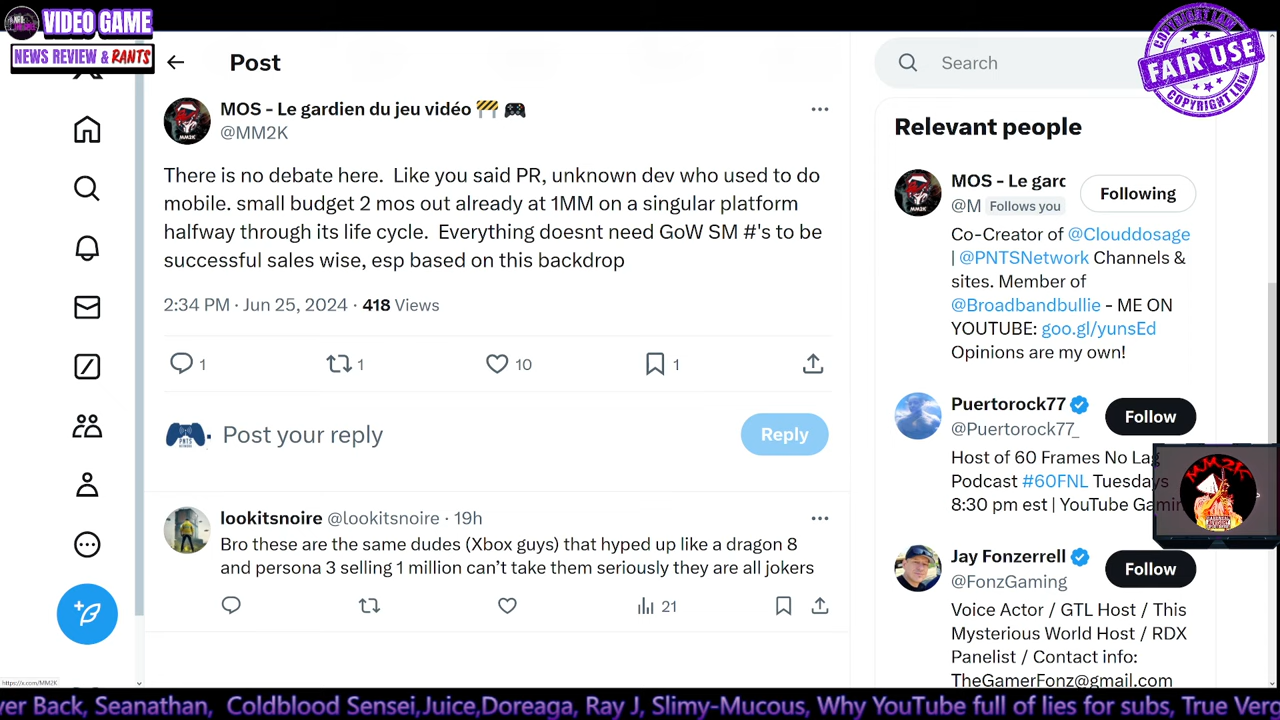 VIDEO GAME
NEWS REVIEW & RANTS
COPYRIGHT LAW
FAIR USE
COPYRIGHT LAW
Post
Search
MOS - Le gardien du jeu vidéo 🚧 🎮
@MM2K
There is no debate here.  Like you said PR, unknown dev who used to do
mobile. small budget 2 mos out already at 1MM on a singular platform
halfway through its life cycle.  Everything doesnt need GoW SM #'s to be
successful sales wise, esp based on this backdrop
2:34 PM · Jun 25, 2024 · 418 Views
1
1
10
1
Post your reply
Reply
lookitsnoire @lookitsnoire · 19h
Bro these are the same dudes (Xbox guys) that hyped up like a dragon 8
and persona 3 selling 1 million can't take them seriously they are all jokers
21
Relevant people
MOS - Le gard
@M Follows you
Following
Co-Creator of @Clouddosage
| @PNTSNetwork Channels &
sites. Member of
@Broadbandbullie - ME ON
YOUTUBE: goo.gl/yunsEd
Opinions are my own!
Puertorock77
@Puertorock77_
Follow
Host of 60 Frames No Lag
Podcast #60FNL Tuesdays
8:30 pm est | YouTube Gamin
MM2K
Jay Fonzerrell
@FonzGaming
Follow
Voice Actor / GTL Host / This
Mysterious World Host / RDX
Panelist / Contact info:
TheGamerFonz@gmail.com
https://x.com/MM2K
ver Back, Seanathan,  Coldblood Sensei,Juice,Doreaga, Ray J, Slimy-Mucous, Why YouTube full of lies for subs, True Verd